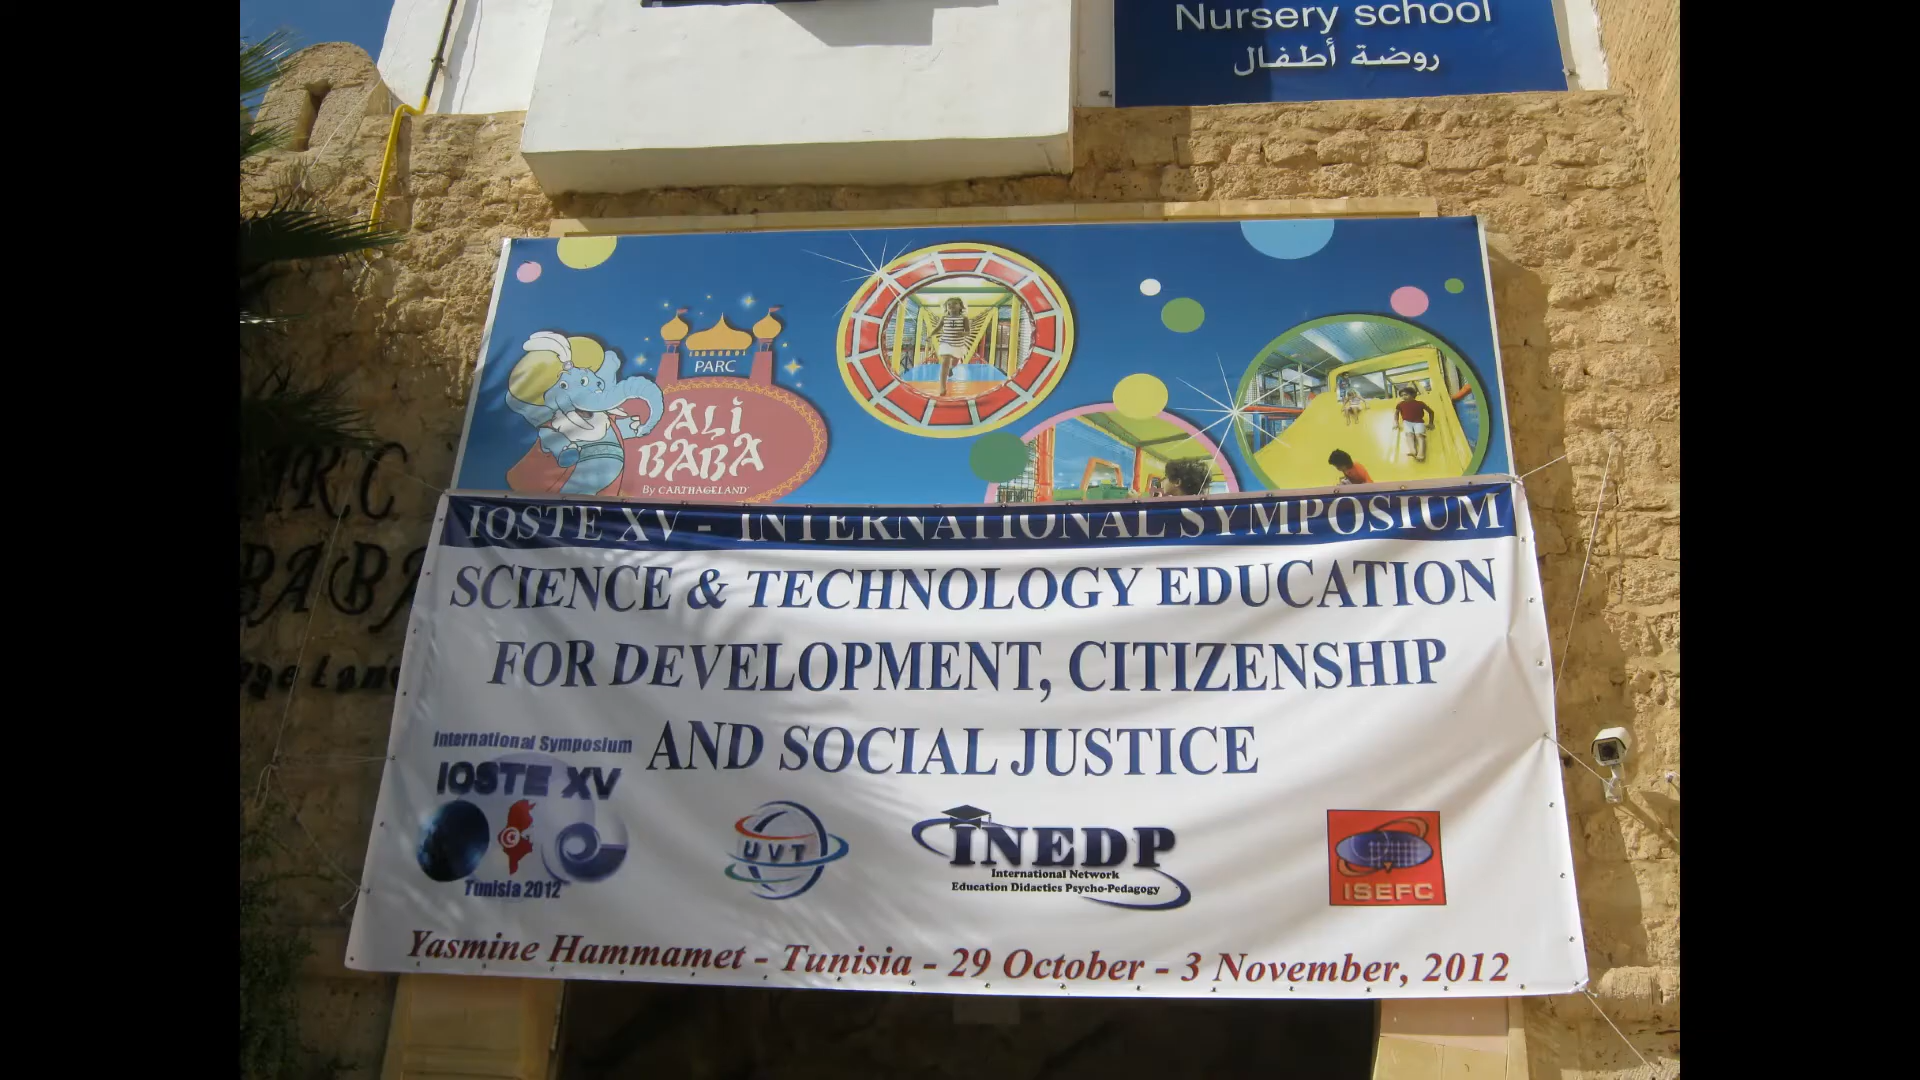 Nursery school
روضة أطفال
PARC
ALI
BABA
By CARTHAGELAND
IOSTE XV - INTERNATIONAL SYMPOSIUM
SCIENCE & TECHNOLOGY EDUCATION
FOR DEVELOPMENT, CITIZENSHIP
AND SOCIAL JUSTICE
International Symposium
IOSTE XV
Tunisia 2012
UVT
INEDP
International Network
Education Didactics Psycho-Pedagogy
ISEFC
Yasmine Hammamet - Tunisia - 29 October - 3 November, 2012